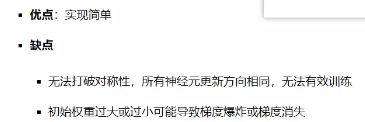 优点：实现简单
缺点
无法打破对称性，所有神经元更新方向相同，无法有效训练
初始权重过大或过小可能导致梯度爆炸或梯度消失